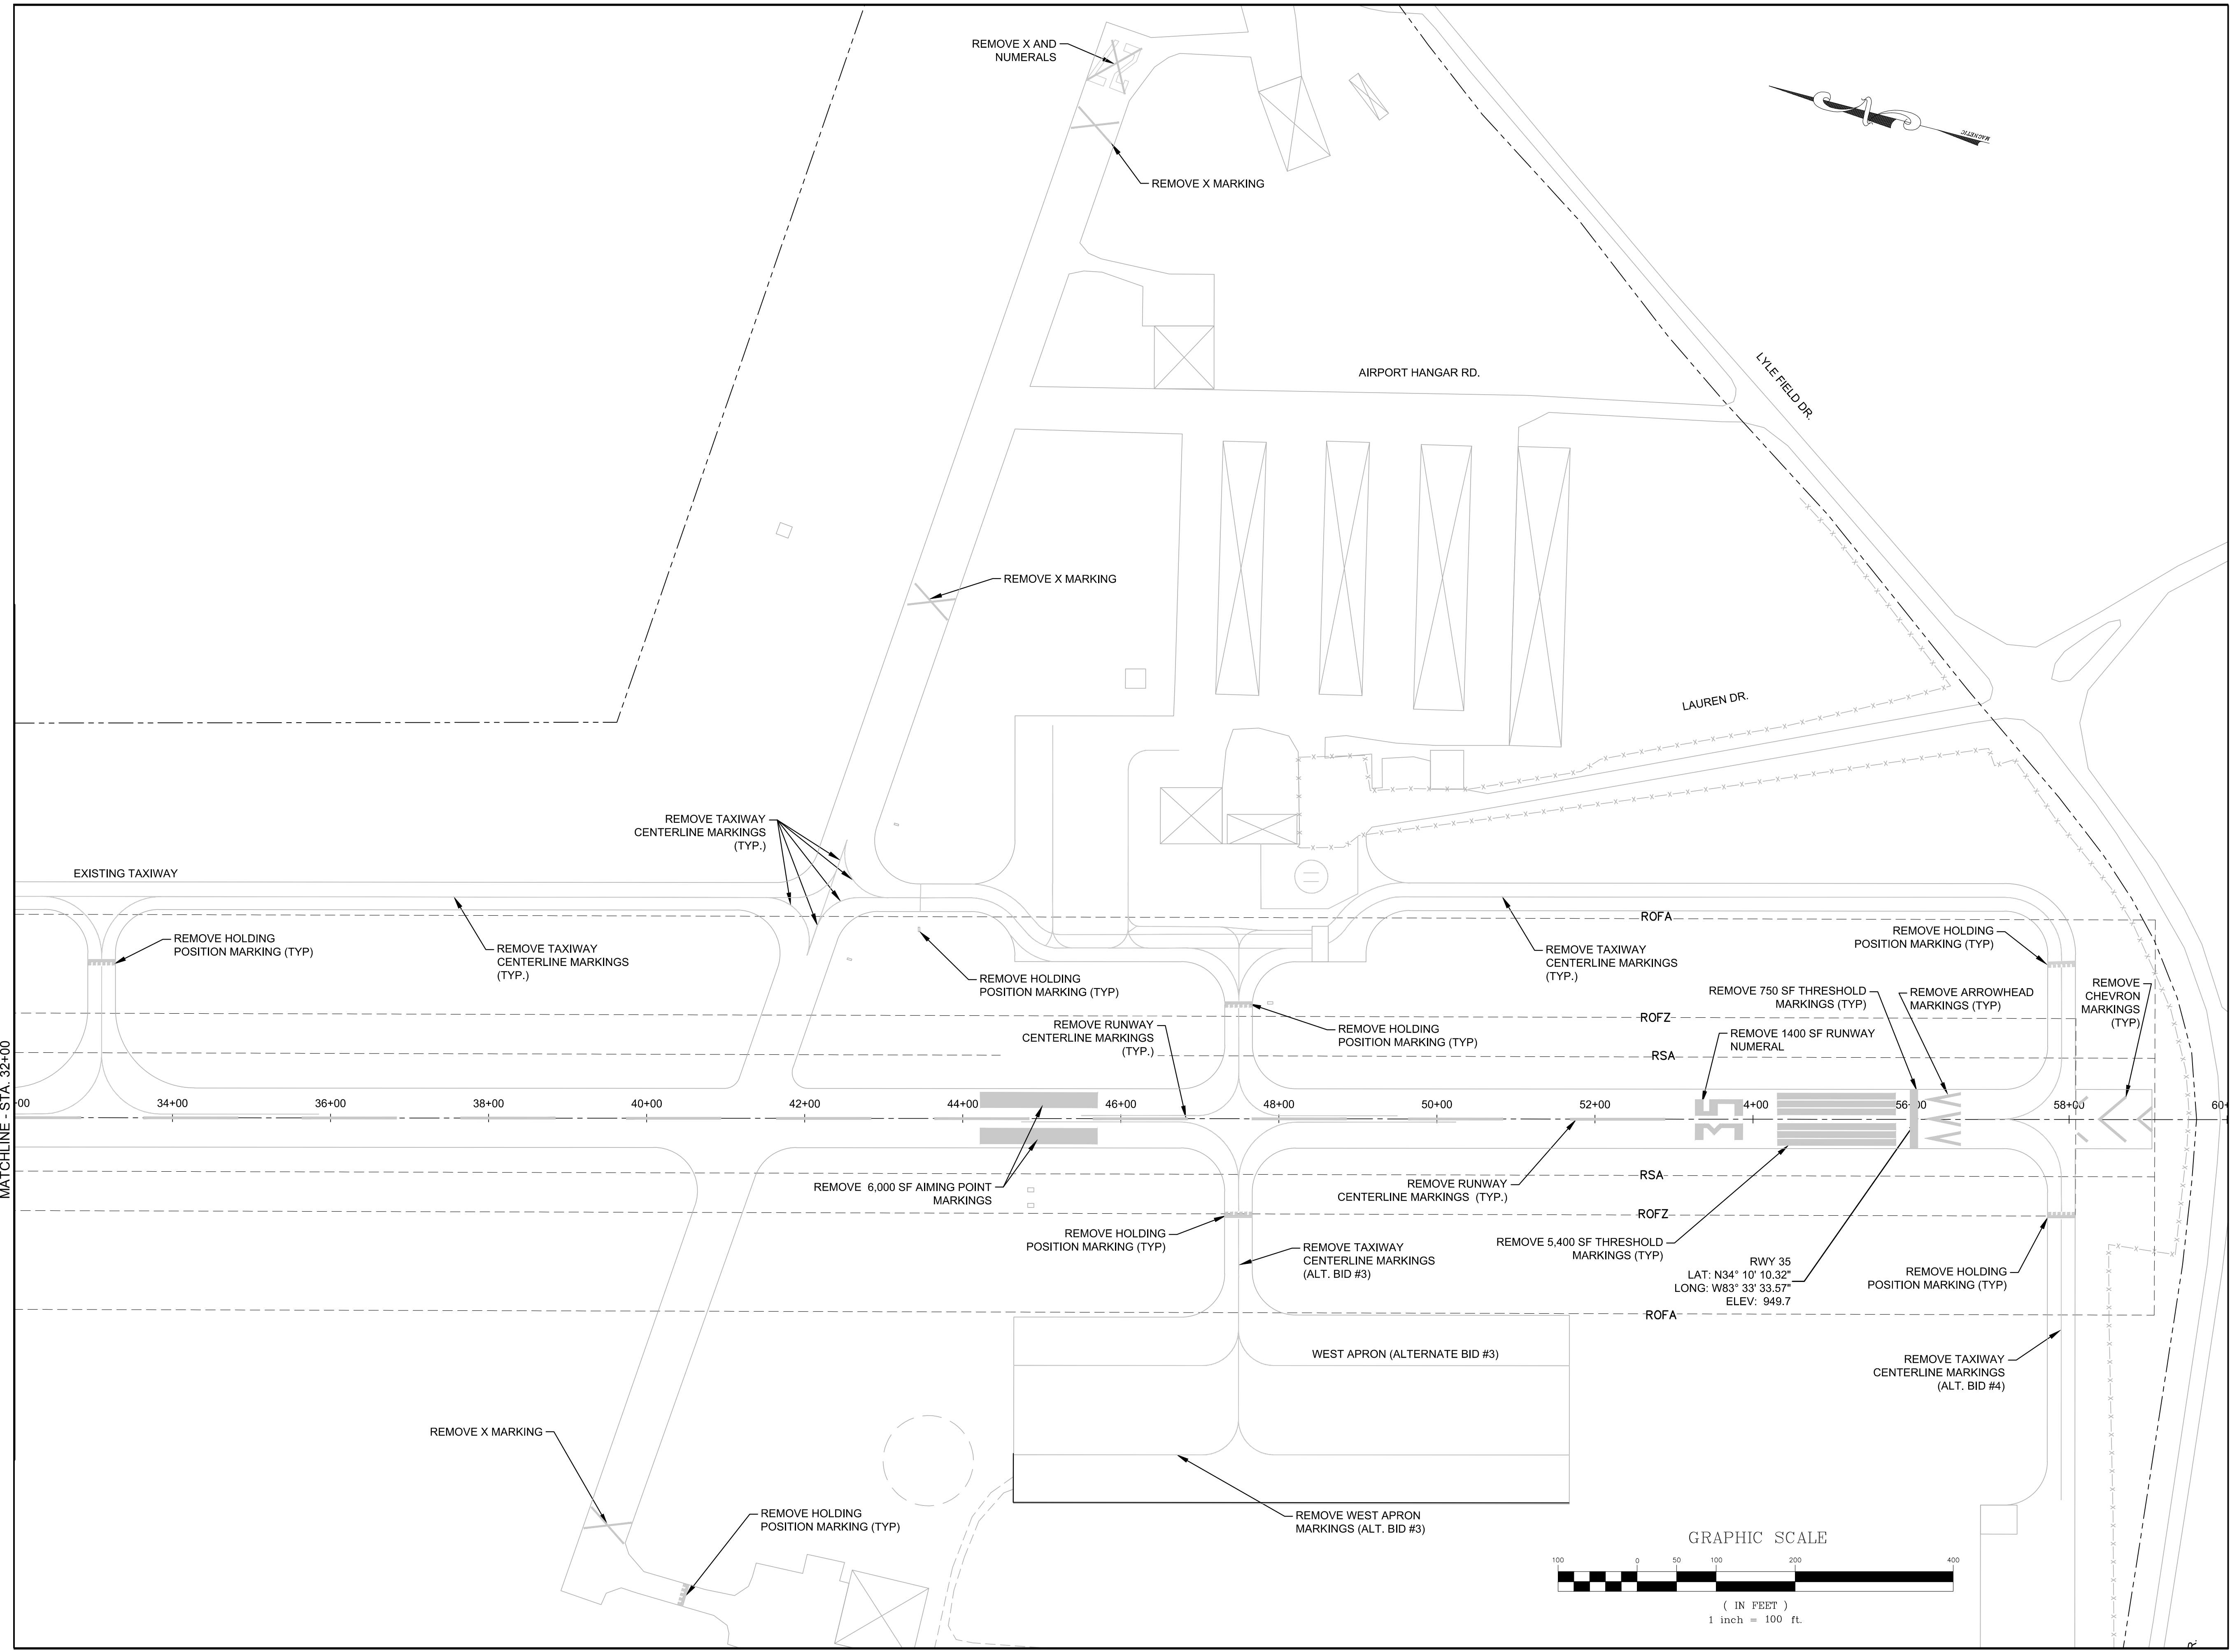 REMOVE X AND
NUMERALS
MAGNETIC
REMOVE X MARKING
AIRPORT HANGAR RD.
LYLE FIELD DR.
REMOVE X MARKING
LAUREN DR.
REMOVE TAXIWAY
CENTERLINE MARKINGS
(TYP.)
EXISTING TAXIWAY
ROFA
REMOVE HOLDING
POSITION MARKING (TYP)
REMOVE TAXIWAY
CENTERLINE MARKINGS
(TYP.)
REMOVE HOLDING
POSITION MARKING (TYP)
REMOVE TAXIWAY
CENTERLINE MARKINGS
(TYP.)
REMOVE HOLDING
POSITION MARKING (TYP)
REMOVE
CHEVRON
MARKINGS
(TYP)
REMOVE 750 SF THRESHOLD
MARKINGS (TYP)
REMOVE ARROWHEAD
MARKINGS (TYP)
ROFZ
REMOVE RUNWAY
CENTERLINE MARKINGS
(TYP.)
REMOVE HOLDING
POSITION MARKING (TYP)
REMOVE 1400 SF RUNWAY
NUMERAL
RSA
MATCHLINE - STA. 32+00
+00 34+00 36+00 38+00 40+00 42+00 44+00 46+00 48+00 50+00 52+00 54+00 56+00 58+00 60+
35
RSA
REMOVE 6,000 SF AIMING POINT
MARKINGS
REMOVE RUNWAY
CENTERLINE MARKINGS (TYP.)
ROFZ
REMOVE HOLDING
POSITION MARKING (TYP)
REMOVE TAXIWAY
CENTERLINE MARKINGS
(ALT. BID #3)
REMOVE 5,400 SF THRESHOLD
MARKINGS (TYP)
RWY 35
LAT: N34° 10' 10.32"
LONG: W83° 33' 33.57"
ELEV: 949.7
REMOVE HOLDING
POSITION MARKING (TYP)
ROFA
WEST APRON (ALTERNATE BID #3)
REMOVE TAXIWAY
CENTERLINE MARKINGS
(ALT. BID #4)
REMOVE X MARKING
REMOVE HOLDING
POSITION MARKING (TYP)
REMOVE WEST APRON
MARKINGS (ALT. BID #3)
GRAPHIC SCALE
100 0 50 100 200 400
( IN FEET )
1 inch = 100 ft.
R.